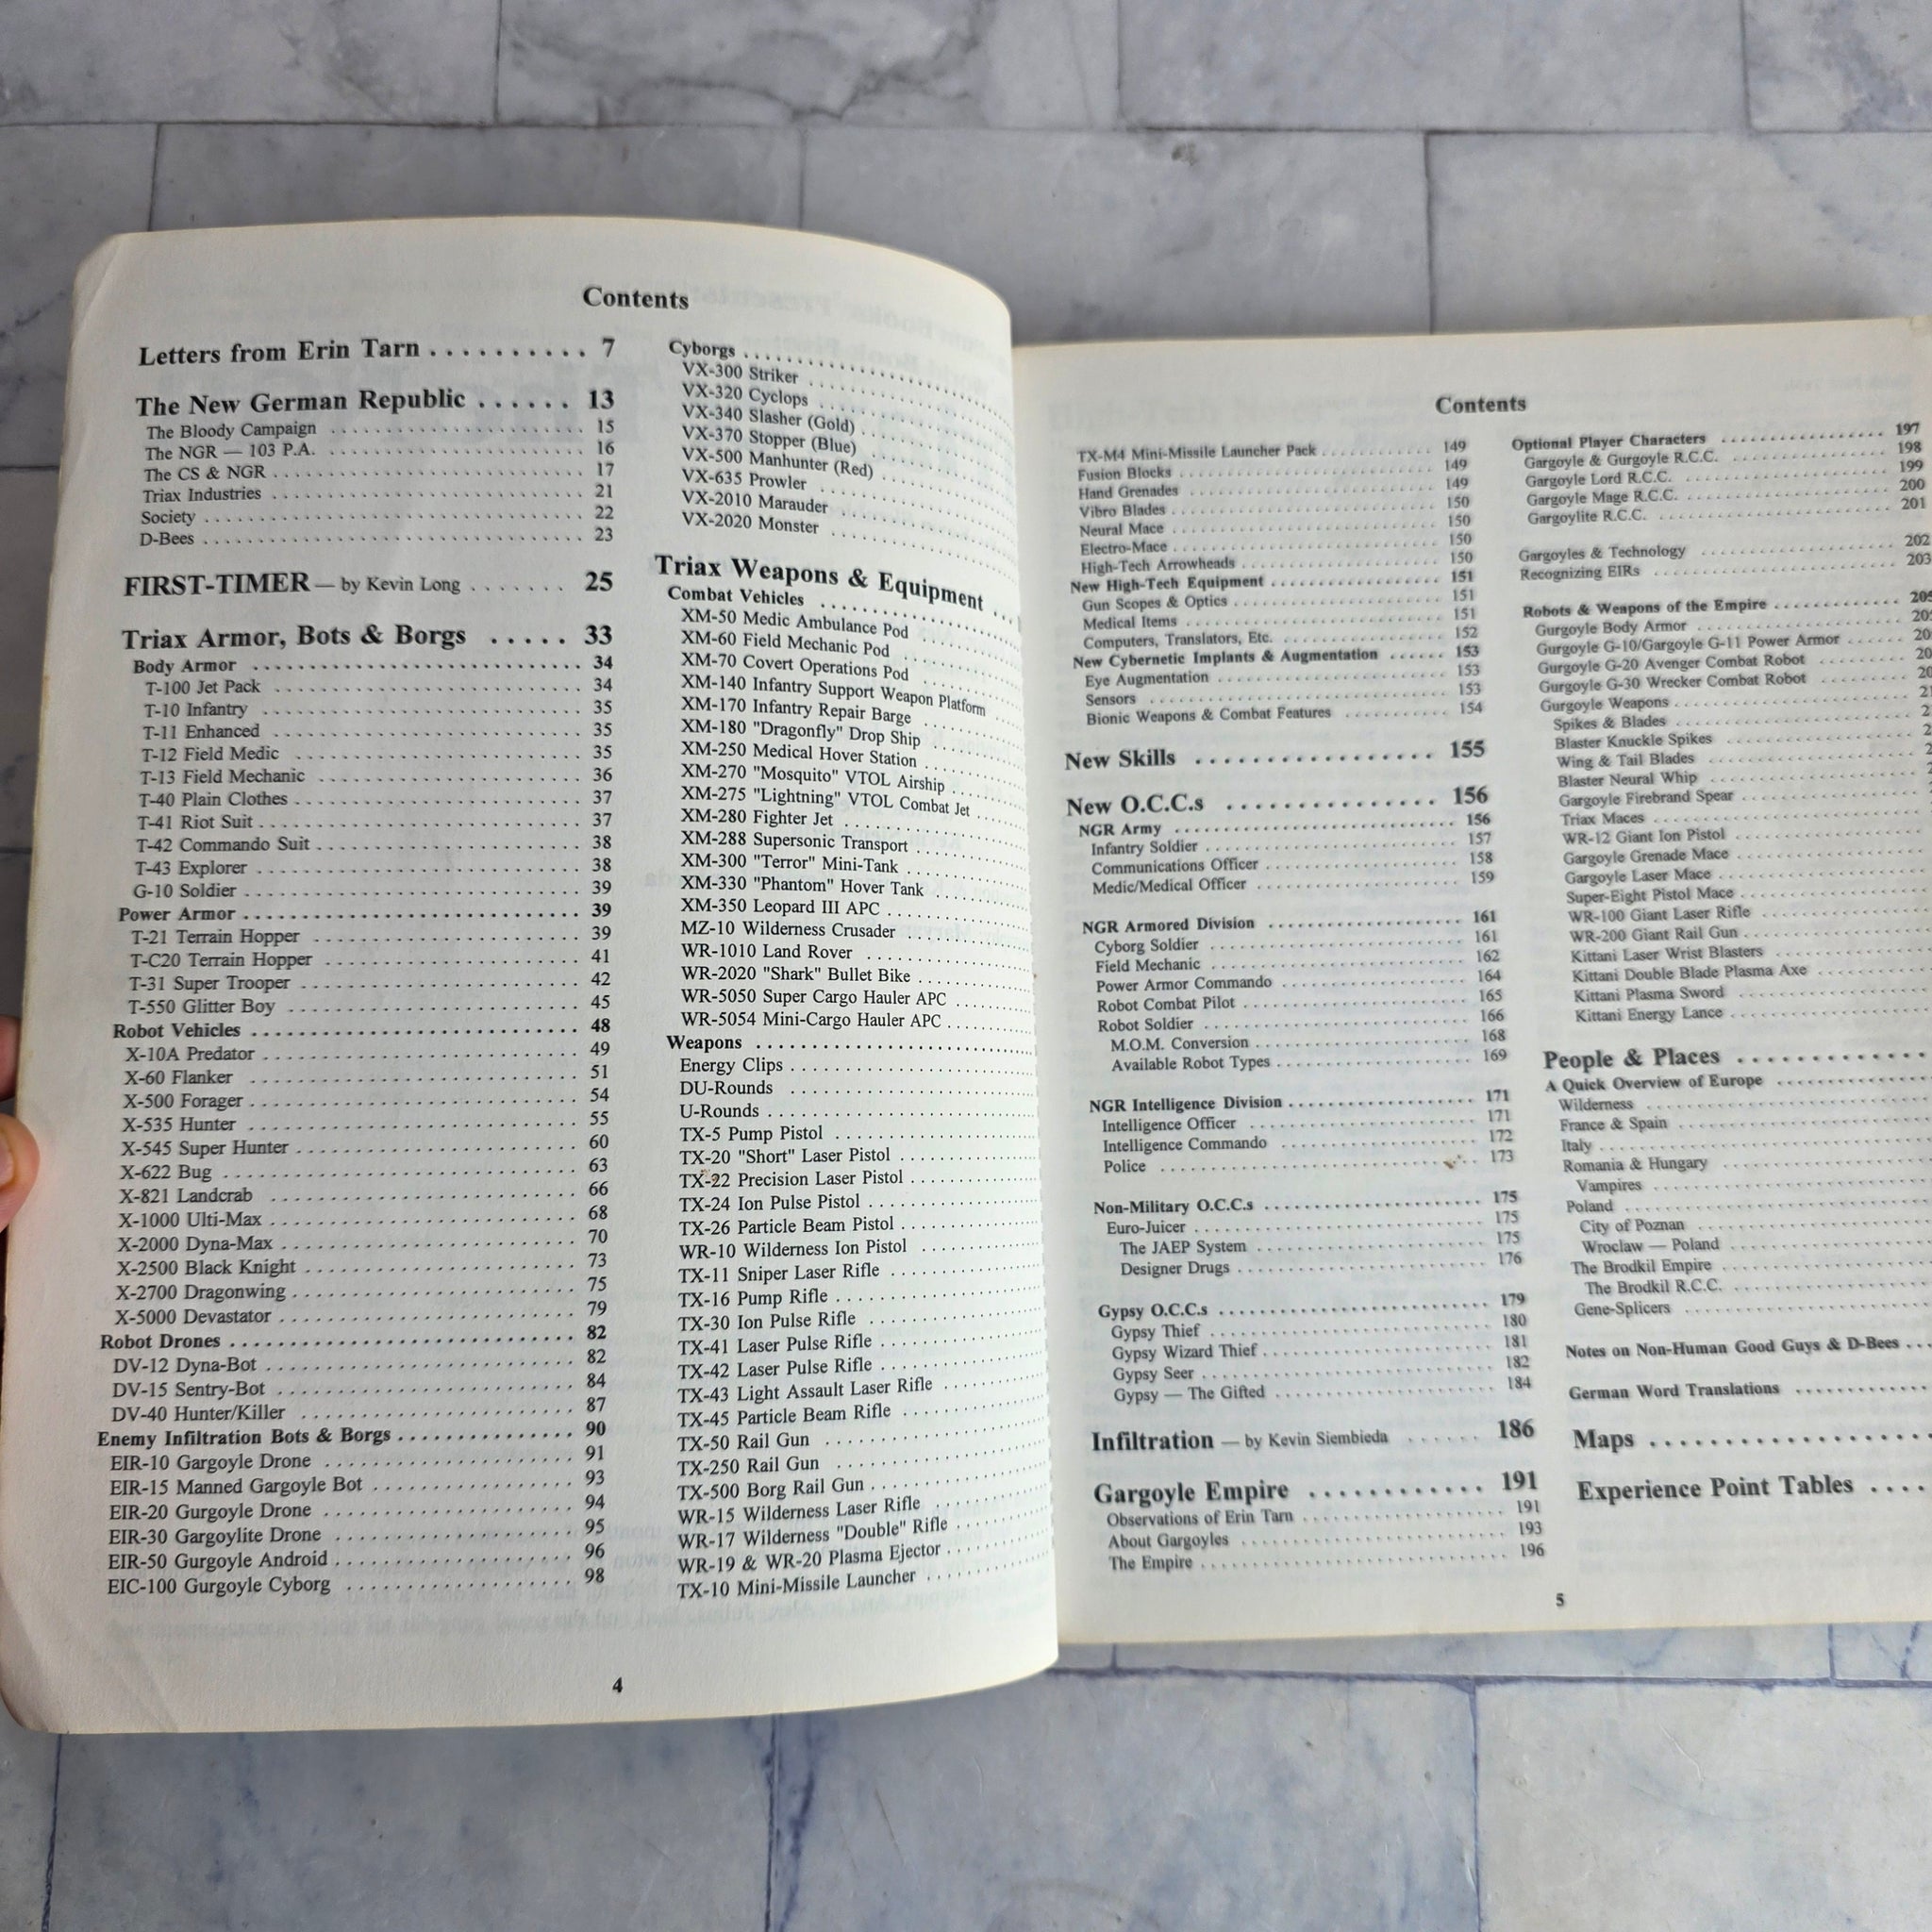 Contents
Letters from Erin Tarn . . . . . . . . . . 7
The New German Republic . . . . . . 13
The Bloody Campaign . . . . . 15
The NGR — 103 P.A. . . . . . 16
The CS & NGR . . . . . 17
Triax Industries . . . . . 21
Society . . . . . 22
D-Bees . . . . . 23
FIRST-TIMER — by Kevin Long . . . . . . . 25
Triax Armor, Bots & Borgs . . . . . 33
Body Armor . . . . . 34
T-100 Jet Pack . . . . . 34
T-10 Infantry . . . . . 35
T-11 Enhanced . . . . . 35
T-12 Field Medic . . . . . 35
T-13 Field Mechanic . . . . . 36
T-40 Plain Clothes . . . . . 37
T-41 Riot Suit . . . . . 37
T-42 Commando Suit . . . . . 38
T-43 Explorer . . . . . 38
G-10 Soldier . . . . . 39
Power Armor . . . . . 39
T-21 Terrain Hopper . . . . . 39
T-C20 Terrain Hopper . . . . . 41
T-31 Super Trooper . . . . . 42
T-550 Glitter Boy . . . . . 45
Robot Vehicles . . . . . 48
X-10A Predator . . . . . 49
X-60 Flanker . . . . . 51
X-500 Forager . . . . . 54
X-535 Hunter . . . . . 55
X-545 Super Hunter . . . . . 60
X-622 Bug . . . . . 63
X-821 Landcrab . . . . . 66
X-1000 Ulti-Max . . . . . 68
X-2000 Dyna-Max . . . . . 70
X-2500 Black Knight . . . . . 73
X-2700 Dragonwing . . . . . 75
X-5000 Devastator . . . . . 79
Robot Drones . . . . . 82
DV-12 Dyna-Bot . . . . . 82
DV-15 Sentry-Bot . . . . . 84
DV-40 Hunter/Killer . . . . . 87
Enemy Infiltration Bots & Borgs . . . . . 90
EIR-10 Gargoyle Drone . . . . . 91
EIR-15 Manned Gargoyle Bot . . . . . 93
EIR-20 Gurgoyle Drone . . . . . 94
EIR-30 Gargoylite Drone . . . . . 95
EIR-50 Gurgoyle Android . . . . . 96
EIC-100 Gurgoyle Cyborg . . . . . 98
Cyborgs . . . . .
VX-300 Striker . . . . .
VX-320 Cyclops . . . . .
VX-340 Slasher (Gold) . . . . .
VX-370 Stopper (Blue) . . . . .
VX-500 Manhunter (Red) . . . . .
VX-635 Prowler . . . . .
VX-2010 Marauder . . . . .
VX-2020 Monster . . . . .
Triax Weapons & Equipment . . .
Combat Vehicles . . . . .
XM-50 Medic Ambulance Pod . . . . .
XM-60 Field Mechanic Pod . . . . .
XM-70 Covert Operations Pod . . . . .
XM-140 Infantry Support Weapon Platform . . . . .
XM-170 Infantry Repair Barge . . . . .
XM-180 "Dragonfly" Drop Ship . . . . .
XM-250 Medical Hover Station . . . . .
XM-270 "Mosquito" VTOL Airship . . . . .
XM-275 "Lightning" VTOL Combat Jet . . . . .
XM-280 Fighter Jet . . . . .
XM-288 Supersonic Transport . . . . .
XM-300 "Terror" Mini-Tank . . . . .
XM-330 "Phantom" Hover Tank . . . . .
XM-350 Leopard III APC . . . . .
MZ-10 Wilderness Crusader . . . . .
WR-1010 Land Rover . . . . .
WR-2020 "Shark" Bullet Bike . . . . .
WR-5050 Super Cargo Hauler APC . . . . .
WR-5054 Mini-Cargo Hauler APC . . . . .
Weapons . . . . .
Energy Clips . . . . .
DU-Rounds . . . . .
U-Rounds . . . . .
TX-5 Pump Pistol . . . . .
TX-20 "Short" Laser Pistol . . . . .
TX-22 Precision Laser Pistol . . . . .
TX-24 Ion Pulse Pistol . . . . .
TX-26 Particle Beam Pistol . . . . .
WR-10 Wilderness Ion Pistol . . . . .
TX-11 Sniper Laser Rifle . . . . .
TX-16 Pump Rifle . . . . .
TX-30 Ion Pulse Rifle . . . . .
TX-41 Laser Pulse Rifle . . . . .
TX-42 Laser Pulse Rifle . . . . .
TX-43 Light Assault Laser Rifle . . . . .
TX-45 Particle Beam Rifle . . . . .
TX-50 Rail Gun . . . . .
TX-250 Rail Gun . . . . .
TX-500 Borg Rail Gun . . . . .
WR-15 Wilderness Laser Rifle . . . . .
WR-17 Wilderness "Double" Rifle . . . . .
WR-19 & WR-20 Plasma Ejector . . . . .
TX-10 Mini-Missile Launcher . . . . .
4
Contents
TX-M4 Mini-Missile Launcher Pack . . . . . 149
Fusion Blocks . . . . . 149
Hand Grenades . . . . . 149
Vibro Blades . . . . . 150
Neural Mace . . . . . 150
Electro-Mace . . . . . 150
High-Tech Arrowheads . . . . . 150
New High-Tech Equipment . . . . . 151
Gun Scopes & Optics . . . . . 151
Medical Items . . . . . 151
Computers, Translators, Etc. . . . . . 152
New Cybernetic Implants & Augmentation . . . . . 153
Eye Augmentation . . . . . 153
Sensors . . . . . 153
Bionic Weapons & Combat Features . . . . . 154
New Skills . . . . . 155
New O.C.C.s . . . . . 156
NGR Army . . . . . 156
Infantry Soldier . . . . . 157
Communications Officer . . . . . 158
Medic/Medical Officer . . . . . 159
NGR Armored Division . . . . . 161
Cyborg Soldier . . . . . 161
Field Mechanic . . . . . 162
Power Armor Commando . . . . . 164
Robot Combat Pilot . . . . . 165
Robot Soldier . . . . . 166
M.O.M. Conversion . . . . . 168
Available Robot Types . . . . . 169
NGR Intelligence Division . . . . . 171
Intelligence Officer . . . . . 171
Intelligence Commando . . . . . 172
Police . . . . . 173
Non-Military O.C.C.s . . . . . 175
Euro-Juicer . . . . . 175
The JAEP System . . . . . 175
Designer Drugs . . . . . 176
Gypsy O.C.C.s . . . . . 179
Gypsy Thief . . . . . 180
Gypsy Wizard Thief . . . . . 181
Gypsy Seer . . . . . 182
Gypsy — The Gifted . . . . . 184
Infiltration — by Kevin Siembieda . . . . . . 186
Gargoyle Empire . . . . . 191
Observations of Erin Tarn . . . . . 191
About Gargoyles . . . . . 193
The Empire . . . . . 196
Optional Player Characters . . . . . 197
Gargoyle & Gurgoyle R.C.C. . . . . . 198
Gargoyle Lord R.C.C. . . . . . 199
Gargoyle Mage R.C.C. . . . . . 200
Gargoylite R.C.C. . . . . . 201
Gargoyles & Technology . . . . . 202
Recognizing EIRs . . . . . 203
Robots & Weapons of the Empire . . . . .
Gurgoyle Body Armor . . . . .
Gurgoyle G-10/Gargoyle G-11 Power Armor . . . . .
Gurgoyle G-20 Avenger Combat Robot . . . . .
Gurgoyle G-30 Wrecker Combat Robot . . . . .
Gurgoyle Weapons . . . . .
Spikes & Blades . . . . .
Blaster Knuckle Spikes . . . . .
Wing & Tail Blades . . . . .
Blaster Neural Whip . . . . .
Gargoyle Firebrand Spear . . . . .
Triax Maces . . . . .
WR-12 Giant Ion Pistol . . . . .
Gargoyle Grenade Mace . . . . .
Gargoyle Laser Mace . . . . .
Super-Eight Pistol Mace . . . . .
WR-100 Giant Laser Rifle . . . . .
WR-200 Giant Rail Gun . . . . .
Kittani Laser Wrist Blasters . . . . .
Kittani Double Blade Plasma Axe . . . . .
Kittani Plasma Sword . . . . .
Kittani Energy Lance . . . . .
People & Places . . . . .
A Quick Overview of Europe . . . . .
Wilderness . . . . .
France & Spain . . . . .
Italy . . . . .
Romania & Hungary . . . . .
Vampires . . . . .
Poland . . . . .
City of Poznan . . . . .
Wroclaw — Poland . . . . .
The Brodkil Empire . . . . .
The Brodkil R.C.C. . . . . .
Gene-Splicers . . . . .
Notes on Non-Human Good Guys & D-Bees . . .
German Word Translations . . . . .
Maps . . . . .
Experience Point Tables . . . .
5